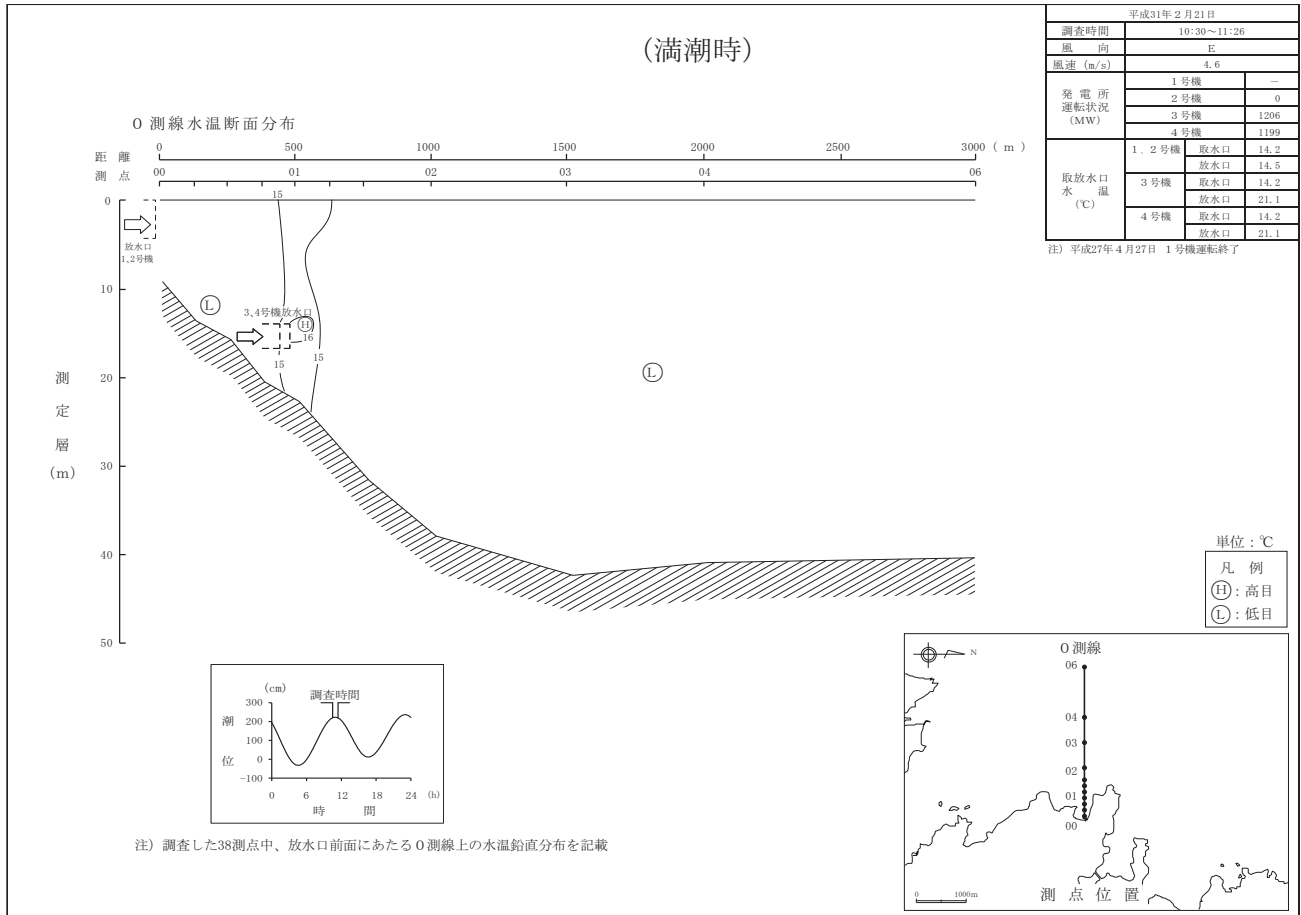 (満潮時)
平成31年2月21日
調査時間 10:30～11:26
風 向 E
風速 (m/s) 4.6
発電所運転状況(MW)
1号機 －
2号機 0
3号機 1206
4号機 1199
取放水口水温(℃)
1、2号機 取水口 14.2
放水口 14.5
3号機 取水口 14.2
放水口 21.1
4号機 取水口 14.2
放水口 21.1
注) 平成27年4月27日 1号機運転終了
0測線水温断面分布
距離 0 500 1000 1500 2000 2500 3000 (m)
測点 00 01 02 03 04 06
15
0
放水口
1、2号機
10
L
3、4号機放水口
H
16
15 15
L
20
30
40
50
測定層(m)
単位:℃
凡 例
H:高目
L:低目
(cm)
調査時間
300
200
100
0
-100
潮位
0 6 12 18 24 (h)
時 間
注) 調査した38測点中、放水口前面にあたる0測線上の水温鉛直分布を記載
N
0測線
06
04
03
02
01
00
0 1000m
測点位置